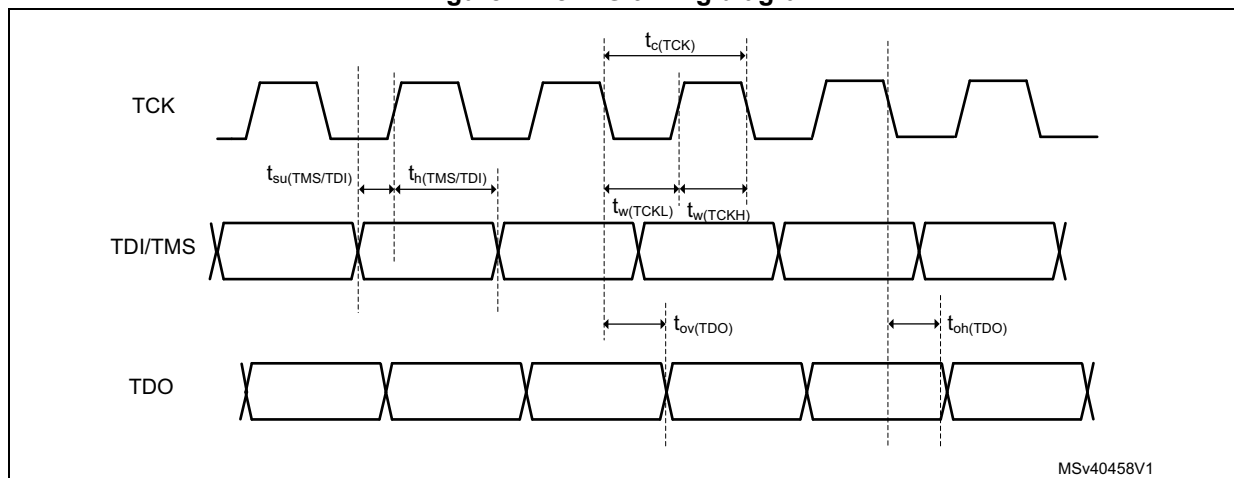 t_c(TCK)
TCK
t_su(TMS/TDI)
t_h(TMS/TDI)
t_w(TCKL)
t_w(TCKH)
TDI/TMS
t_ov(TDO)
t_oh(TDO)
TDO
MSv40458V1